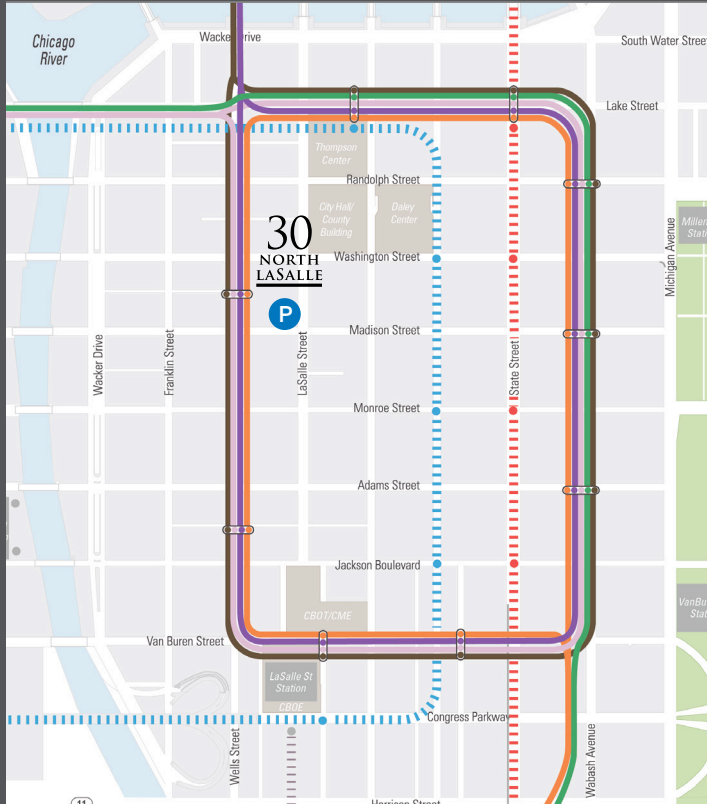 Chicago
River
Wacker Drive
South Water Street
Lake Street
Thompson
Center
Randolph Street
City Hall/
County
Building
Daley
Center
30
NORTH
LASALLE
Washington Street
Michigan Avenue
P
Madison Street
Wacker Drive
Franklin Street
LaSalle Street
State Street
Monroe Street
Adams Street
Jackson Boulevard
CBOT/CME
Van Buren Street
LaSalle St
Station
CBOE
Congress Parkway
Wells Street
Wabash Avenue
11
Harrison Street